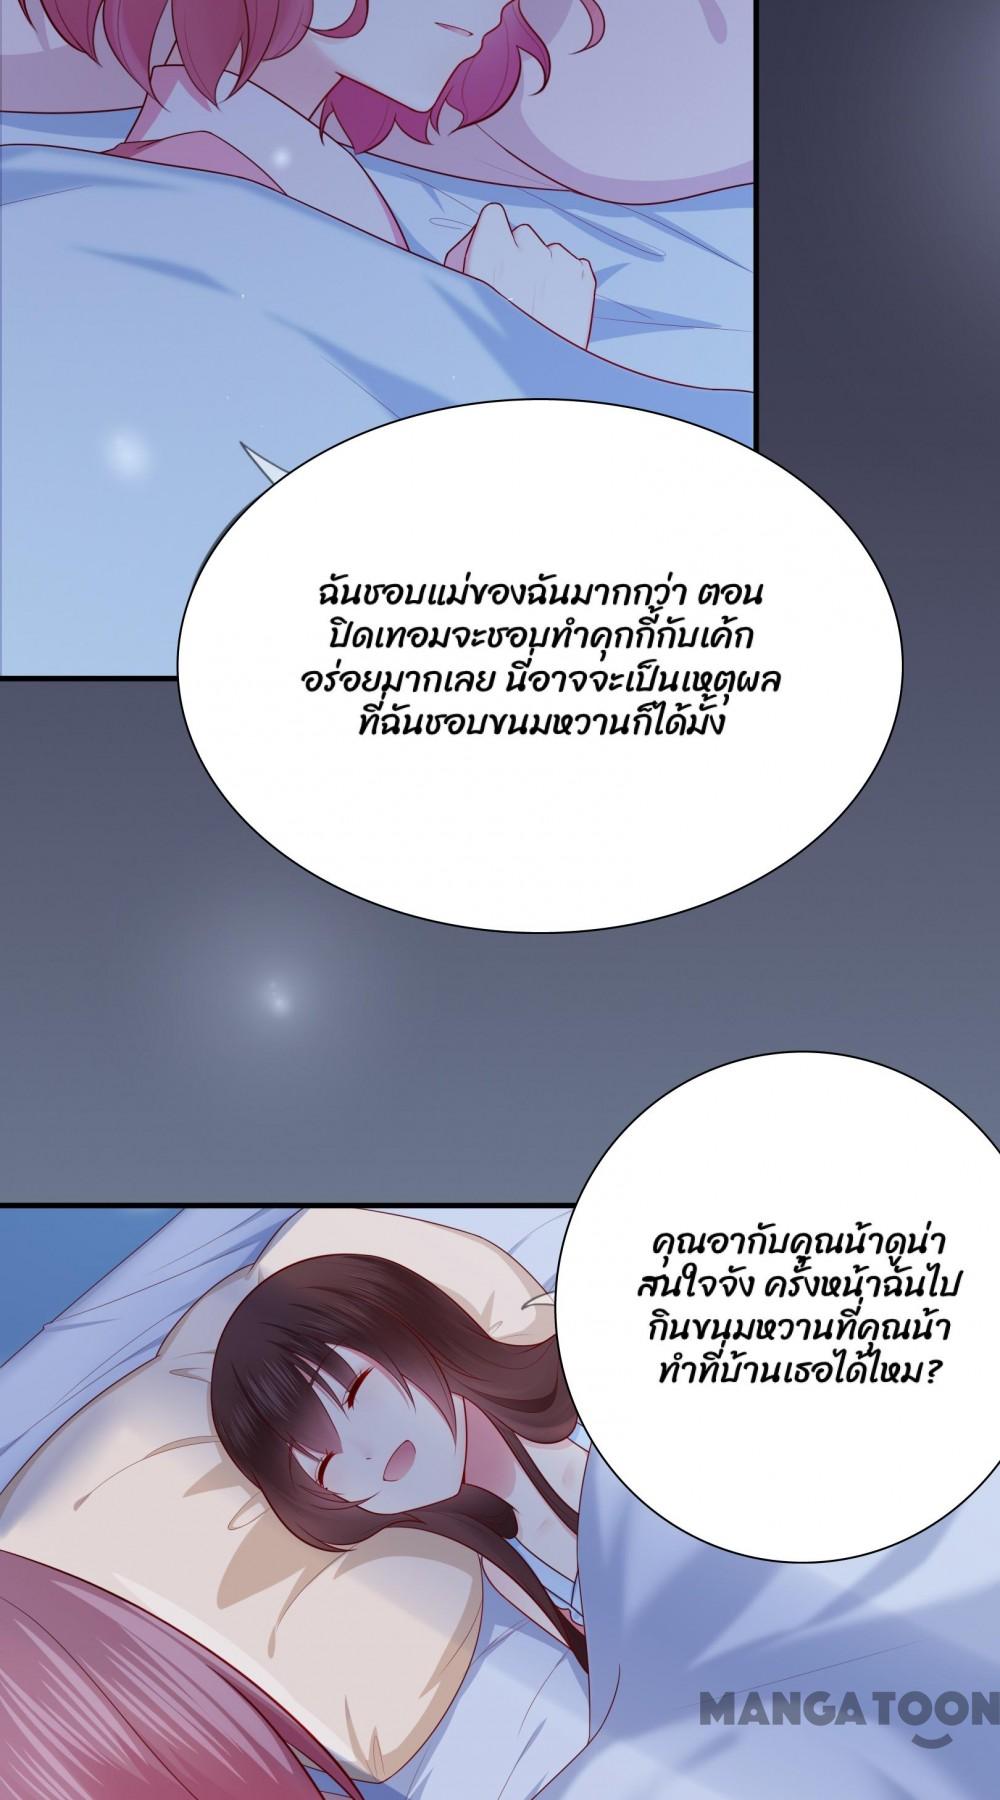 ฉันชอบแม่ของฉันมากกว่า ตอน
ปิดเทอมจะชอบทำคุกกี้กับเค้ก
อร่อยมากเลย นี่อาจจะเป็นเหตุผล
ที่ฉันชอบขนมหวานก็ได้มั้ง
คุณอากับคุณน้าดูน่า
สนใจจัง ครั้งหน้าฉันไป
กินขนมหวานที่คุณน้า
ทำที่บ้านเธอได้ไหม?
MANGATOON